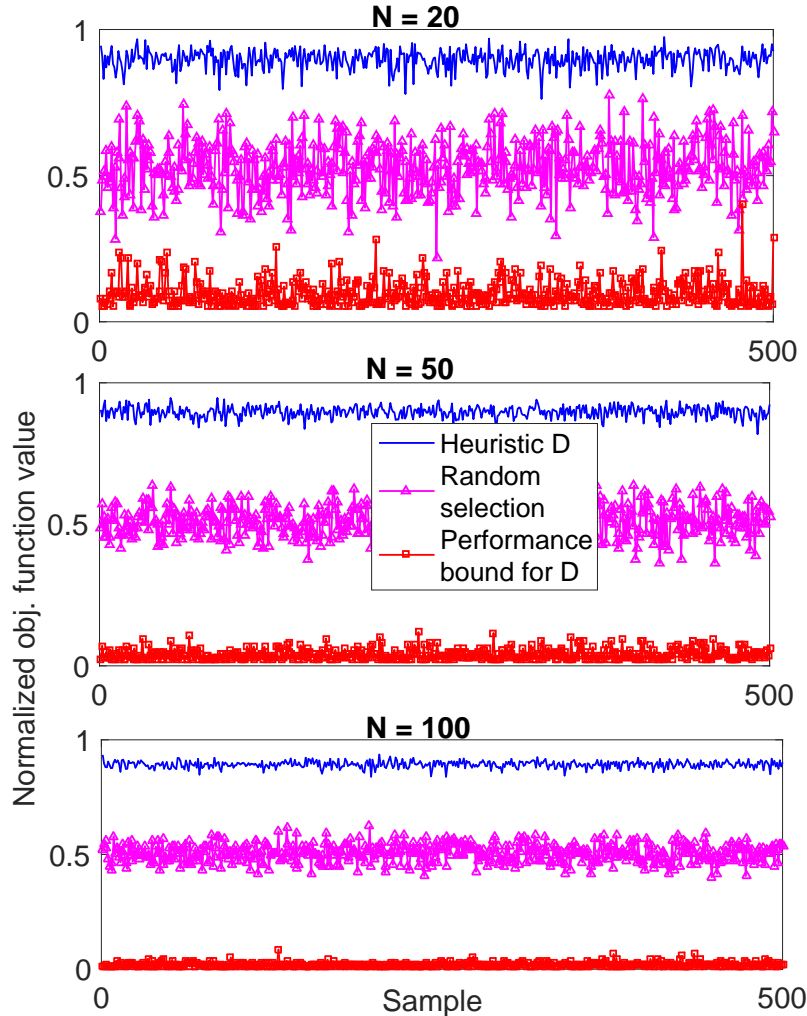 N = 20
1
0.5
0
0
500
N = 50
1
0.5
0
0
500
Heuristic D
Random
selection
Performance
bound for D
Normalized obj. function value
N = 100
1
0.5
0
0
Sample
500